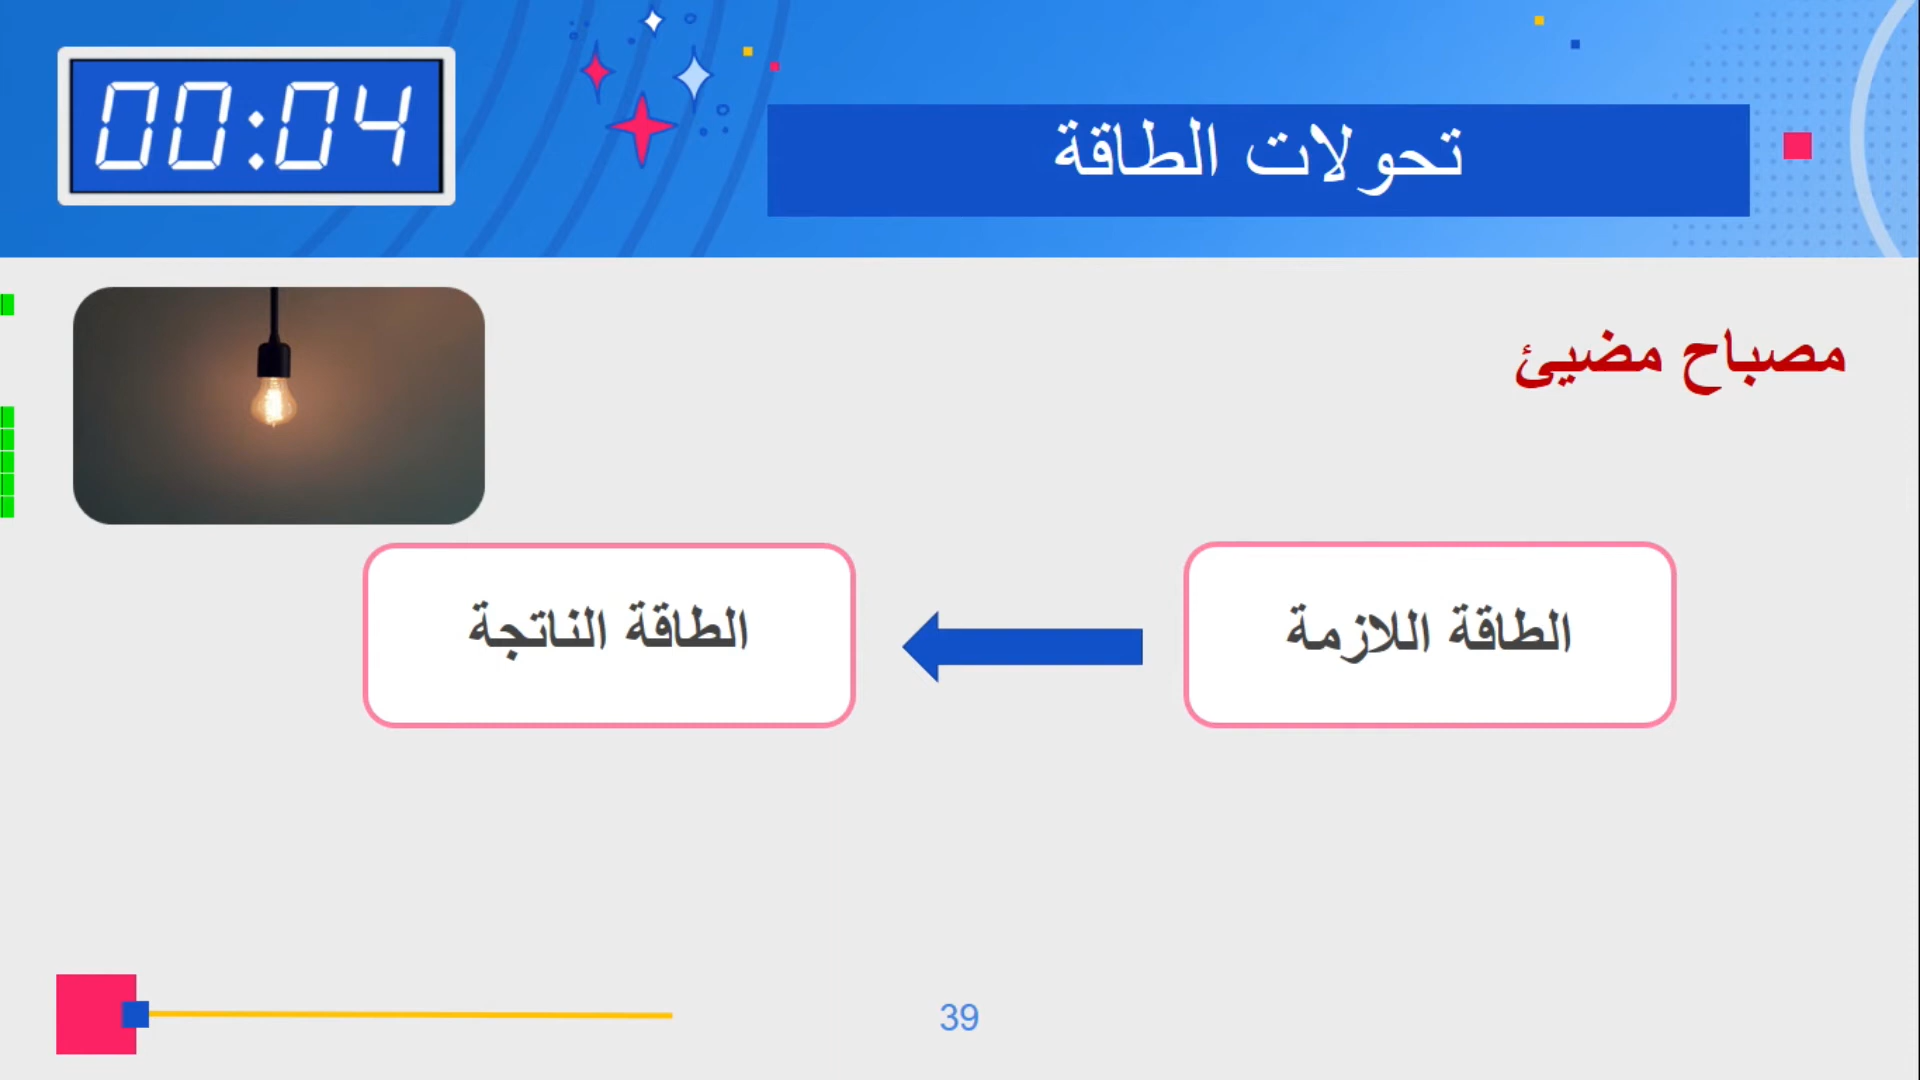 00:04
تحولات الطاقة
مصباح مضيئ
الطاقة اللازمة
الطاقة الناتجة
39